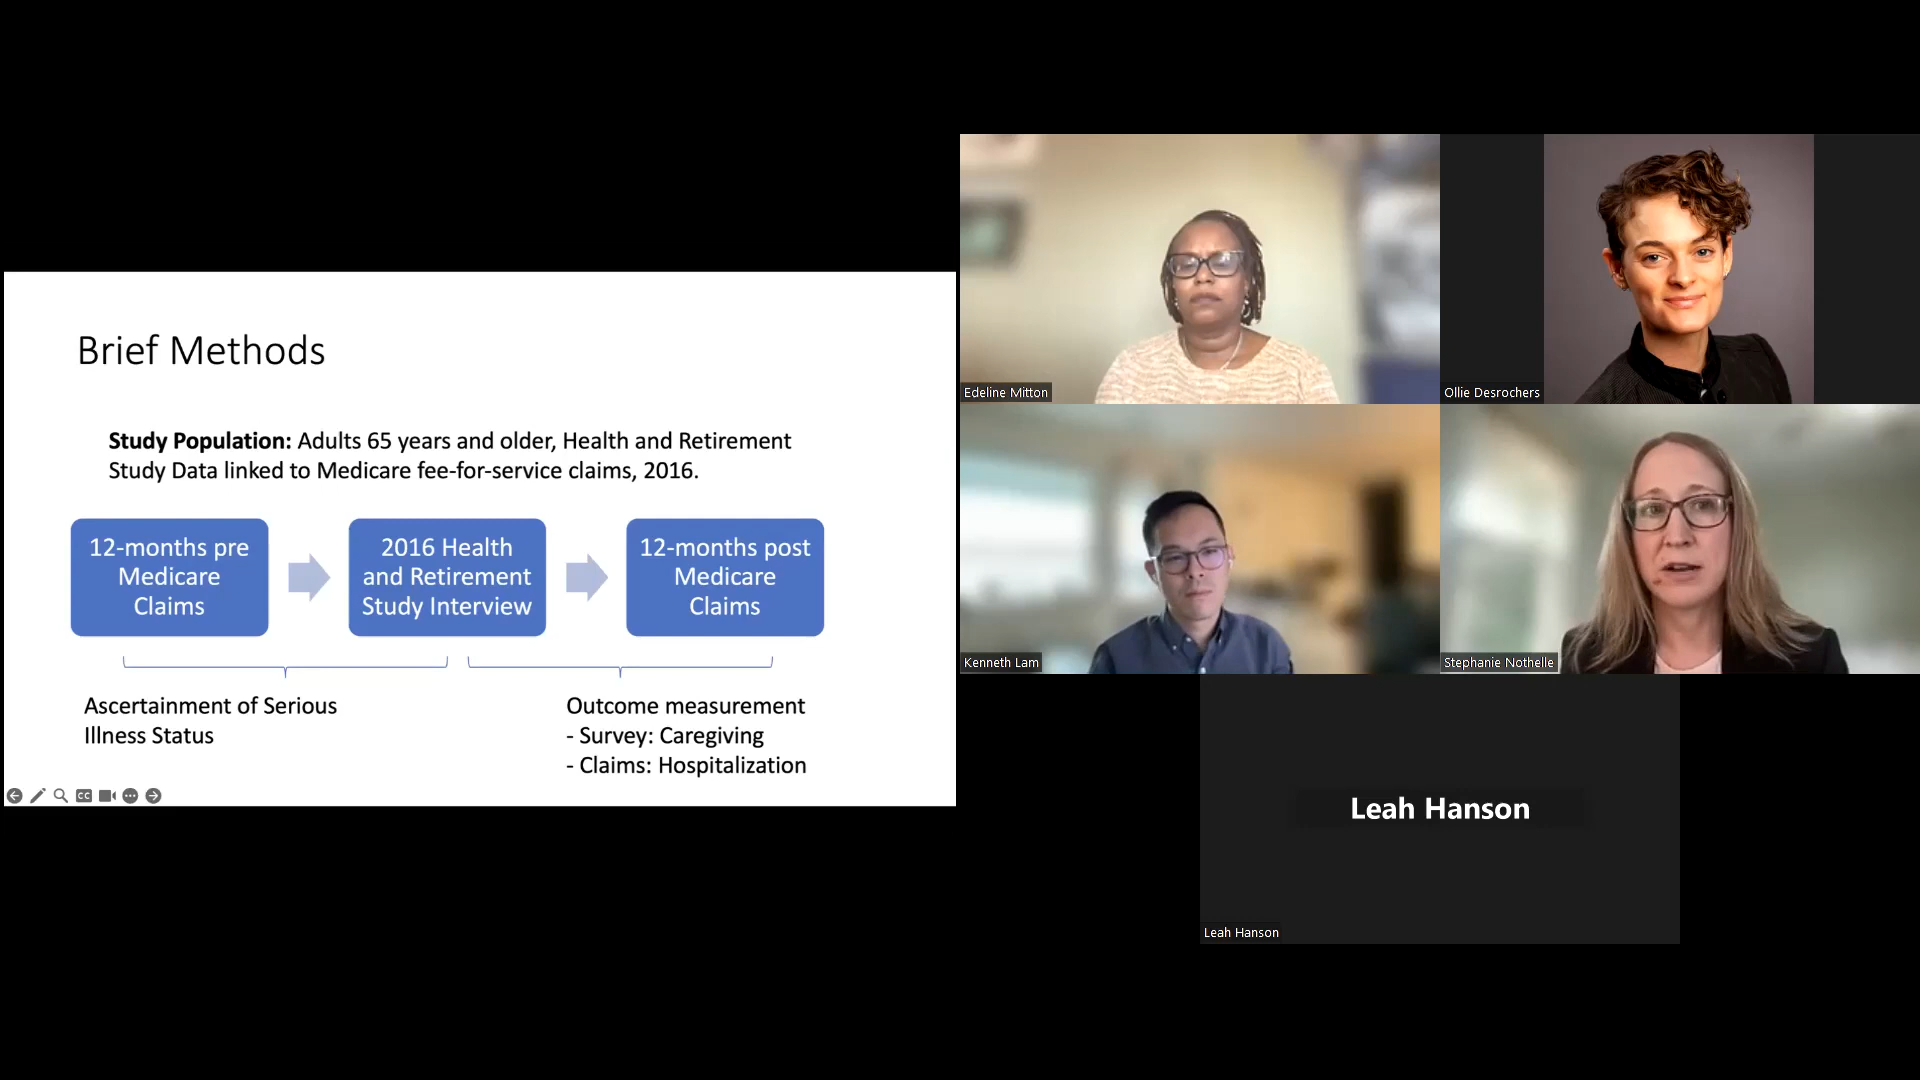 Brief Methods
Study Population: Adults 65 years and older, Health and Retirement
Study Data linked to Medicare fee-for-service claims, 2016.
12-months pre
Medicare
Claims
2016 Health
and Retirement
Study Interview
12-months post
Medicare
Claims
Ascertainment of Serious
Illness Status
Outcome measurement
- Survey: Caregiving
- Claims: Hospitalization
CC
Edeline Mitton
Ollie Desrochers
Kenneth Lam
Stephanie Nothelle
Leah Hanson
Leah Hanson